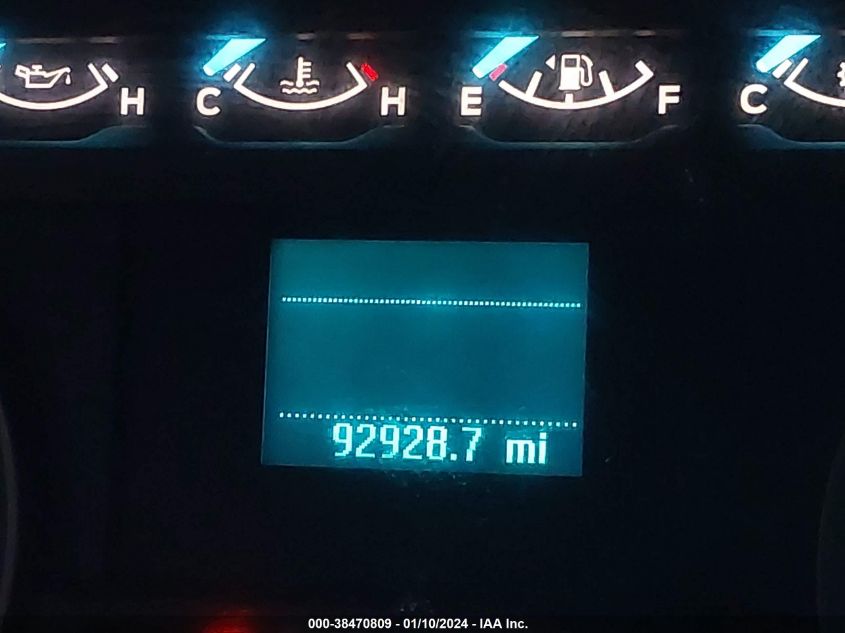 H C H E F C
92928.7 mi
000-38470809 - 01/10/2024 - IAA Inc.